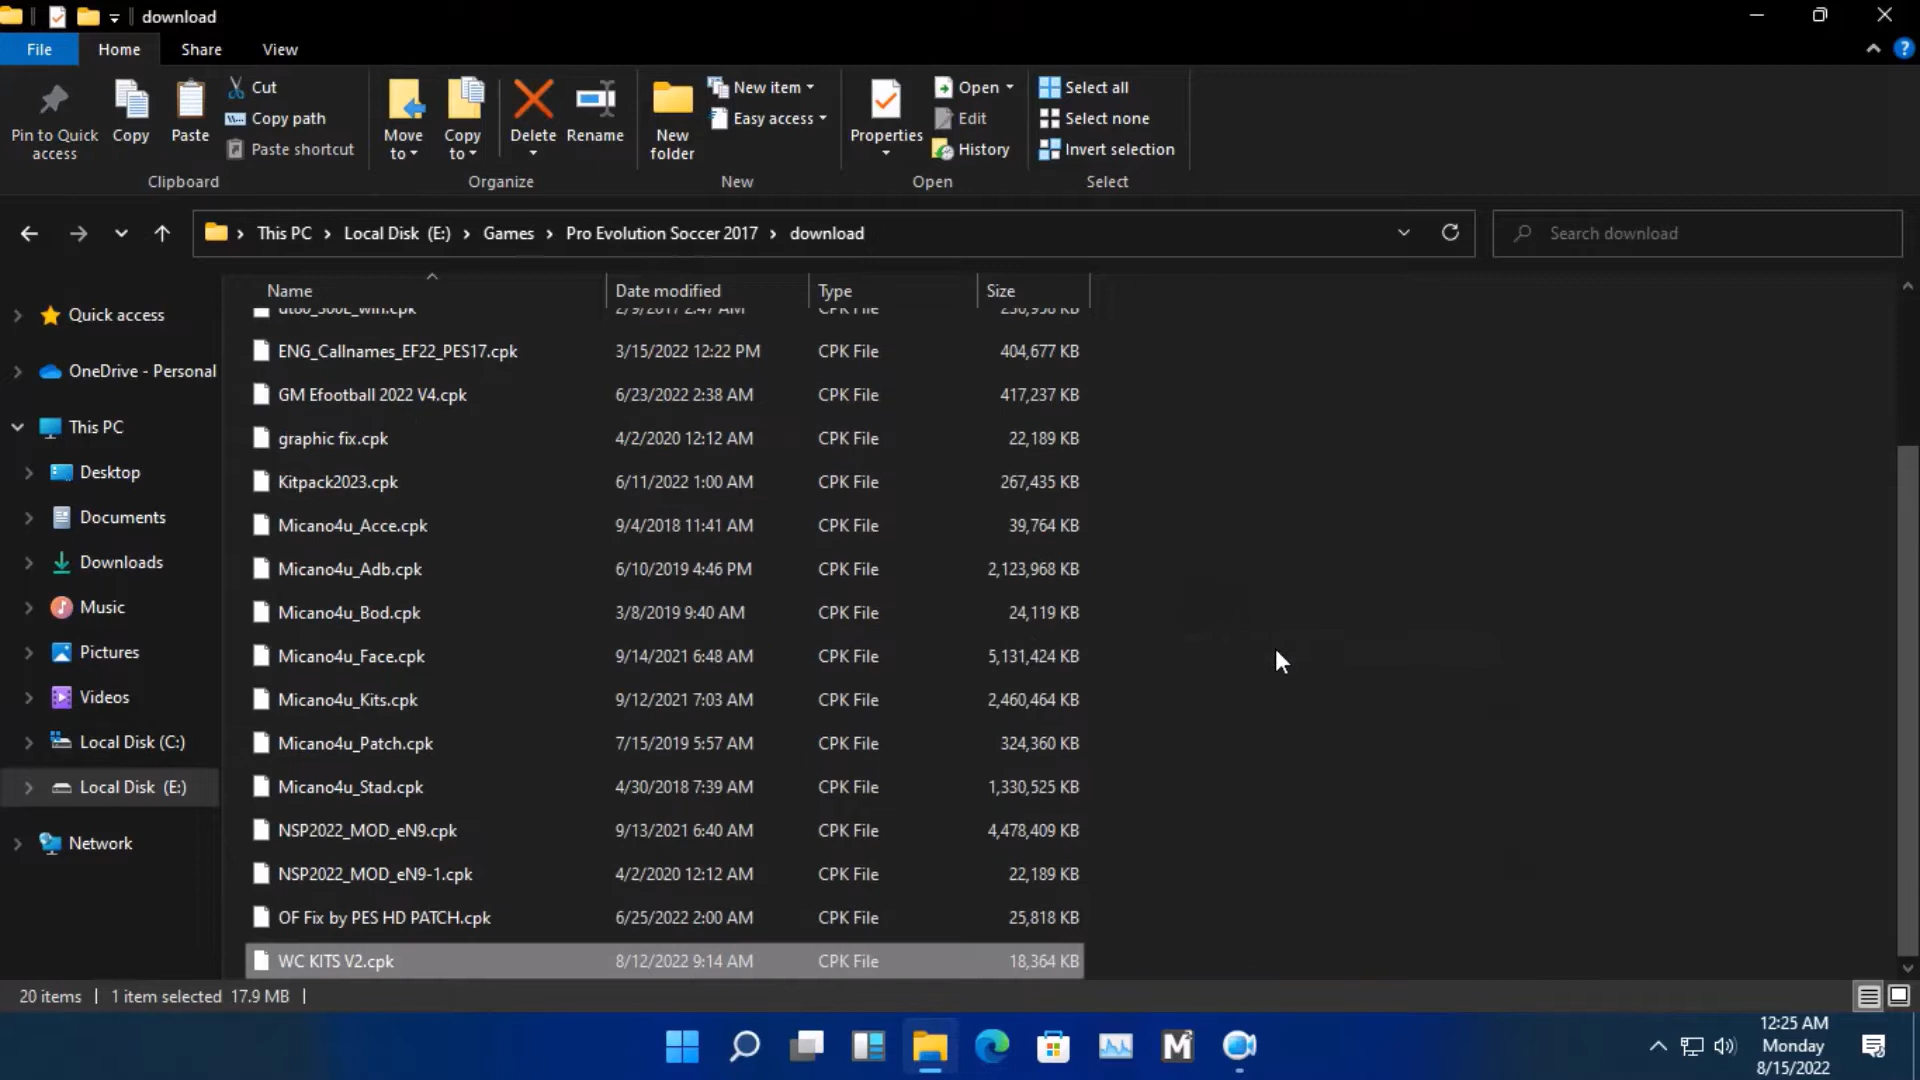 download
File Home Share View
Pin to Quick access
Copy
Paste
Cut
Copy path
Paste shortcut
Clipboard
Move to
Copy to
Delete
Rename
Organize
New folder
New item
Easy access
New
Properties
Open
Edit
History
Open
Select all
Select none
Invert selection
Select
This PC › Local Disk (E:) › Games › Pro Evolution Soccer 2017 › download
Search download
Name Date modified Type Size
Quick access
OneDrive - Personal
This PC
Desktop
Documents
Downloads
Music
Pictures
Videos
Local Disk (C:)
Local Disk (E:)
Network
ENG_Callnames_EF22_PES17.cpk 3/15/2022 12:22 PM CPK File 404,677 KB
GM Efootball 2022 V4.cpk 6/23/2022 2:38 AM CPK File 417,237 KB
graphic fix.cpk 4/2/2020 12:12 AM CPK File 22,189 KB
Kitpack2023.cpk 6/11/2022 1:00 AM CPK File 267,435 KB
Micano4u_Acce.cpk 9/4/2018 11:41 AM CPK File 39,764 KB
Micano4u_Adb.cpk 6/10/2019 4:46 PM CPK File 2,123,968 KB
Micano4u_Bod.cpk 3/8/2019 9:40 AM CPK File 24,119 KB
Micano4u_Face.cpk 9/14/2021 6:48 AM CPK File 5,131,424 KB
Micano4u_Kits.cpk 9/12/2021 7:03 AM CPK File 2,460,464 KB
Micano4u_Patch.cpk 7/15/2019 5:57 AM CPK File 324,360 KB
Micano4u_Stad.cpk 4/30/2018 7:39 AM CPK File 1,330,525 KB
NSP2022_MOD_eN9.cpk 9/13/2021 6:40 AM CPK File 4,478,409 KB
NSP2022_MOD_eN9-1.cpk 4/2/2020 12:12 AM CPK File 22,189 KB
OF Fix by PES HD PATCH.cpk 6/25/2022 2:00 AM CPK File 25,818 KB
WC KITS V2.cpk 8/12/2022 9:14 AM CPK File 18,364 KB
20 items | 1 item selected 17.9 MB |
12:25 AM
Monday
8/15/2022